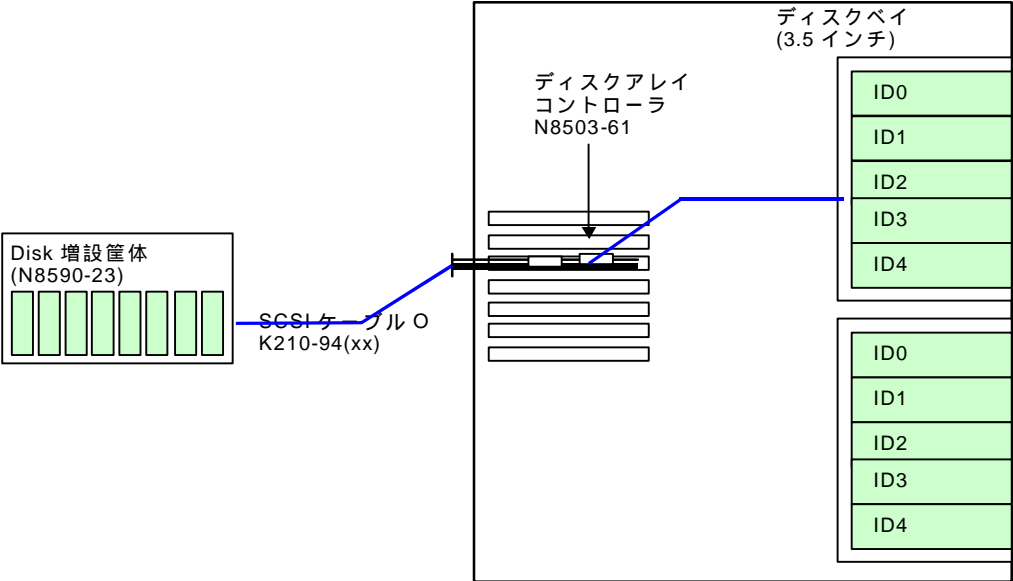 ディスクベイ
(3.5 インチ)
ディスクアレイ
コントローラ
N8503-61
ID0
ID1
ID2
ID3
ID4
Disk 増設筐体
(N8590-23)
SCSI ケーブル O
K210-94(xx)
ID0
ID1
ID2
ID3
ID4